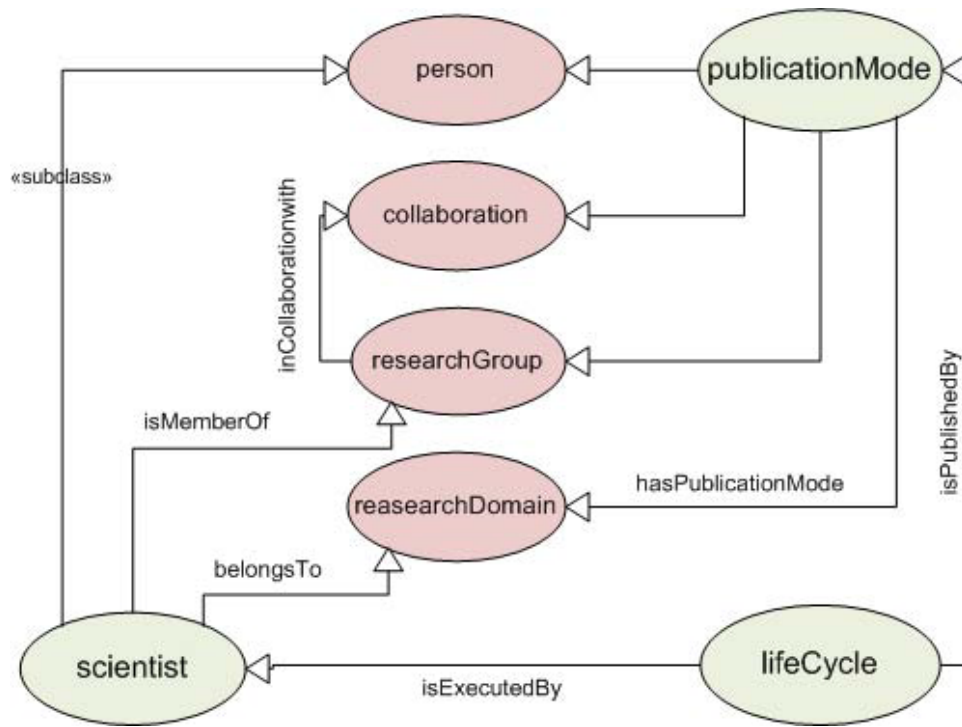 person
publicationMode
«subclass»
collaboration
inCollaborationwith
researchGroup
isMemberOf
isPublishedBy
hasPublicationMode
reasearchDomain
belongsTo
scientist
lifeCycle
isExecutedBy